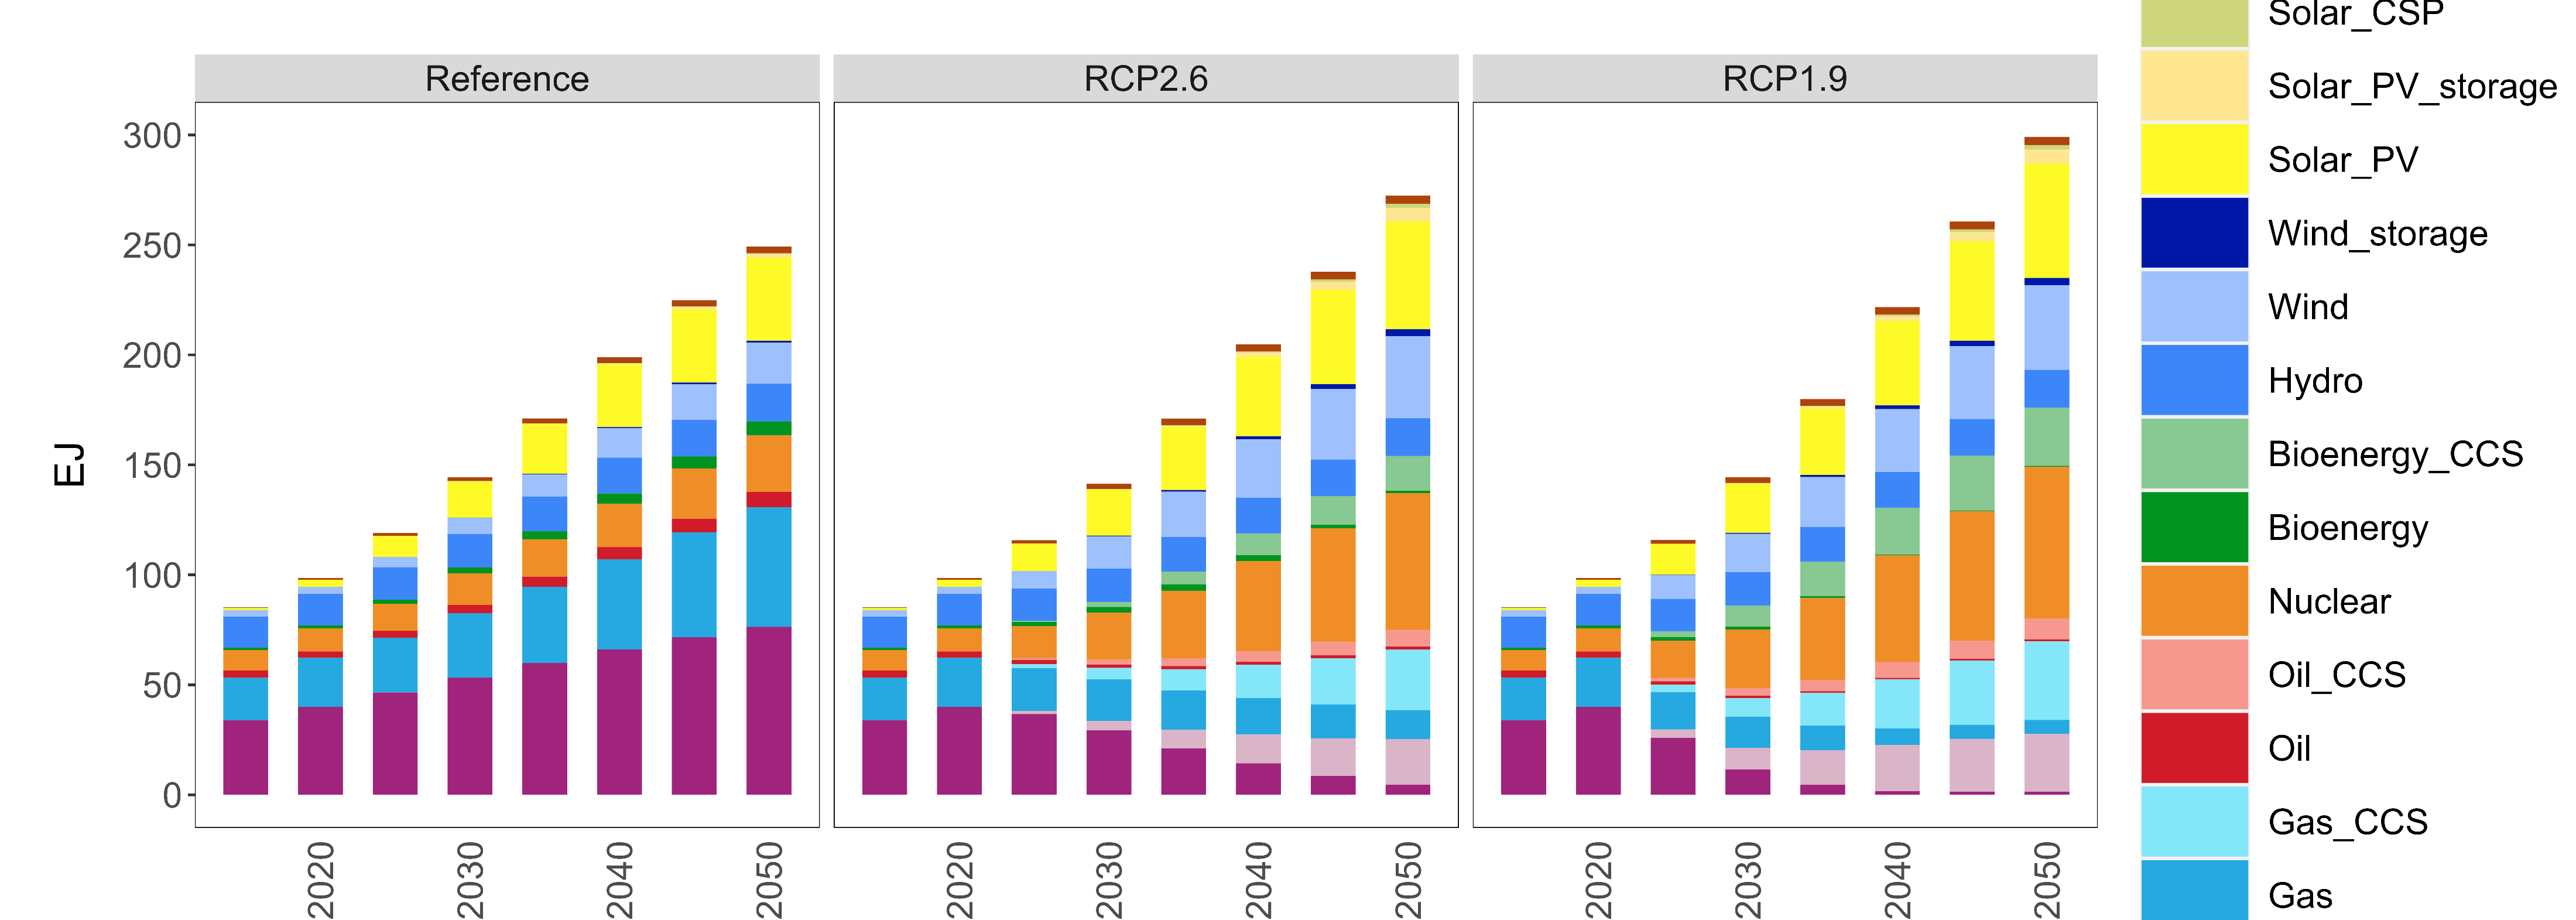 Reference
RCP2.6
RCP1.9
EJ
300
250
200
150
100
50
0
2020
2030
2040
2050
2020
2030
2040
2050
2020
2030
2040
2050
Solar_CSP
Solar_PV_storage
Solar_PV
Wind_storage
Wind
Hydro
Bioenergy_CCS
Bioenergy
Nuclear
Oil_CCS
Oil
Gas_CCS
Gas